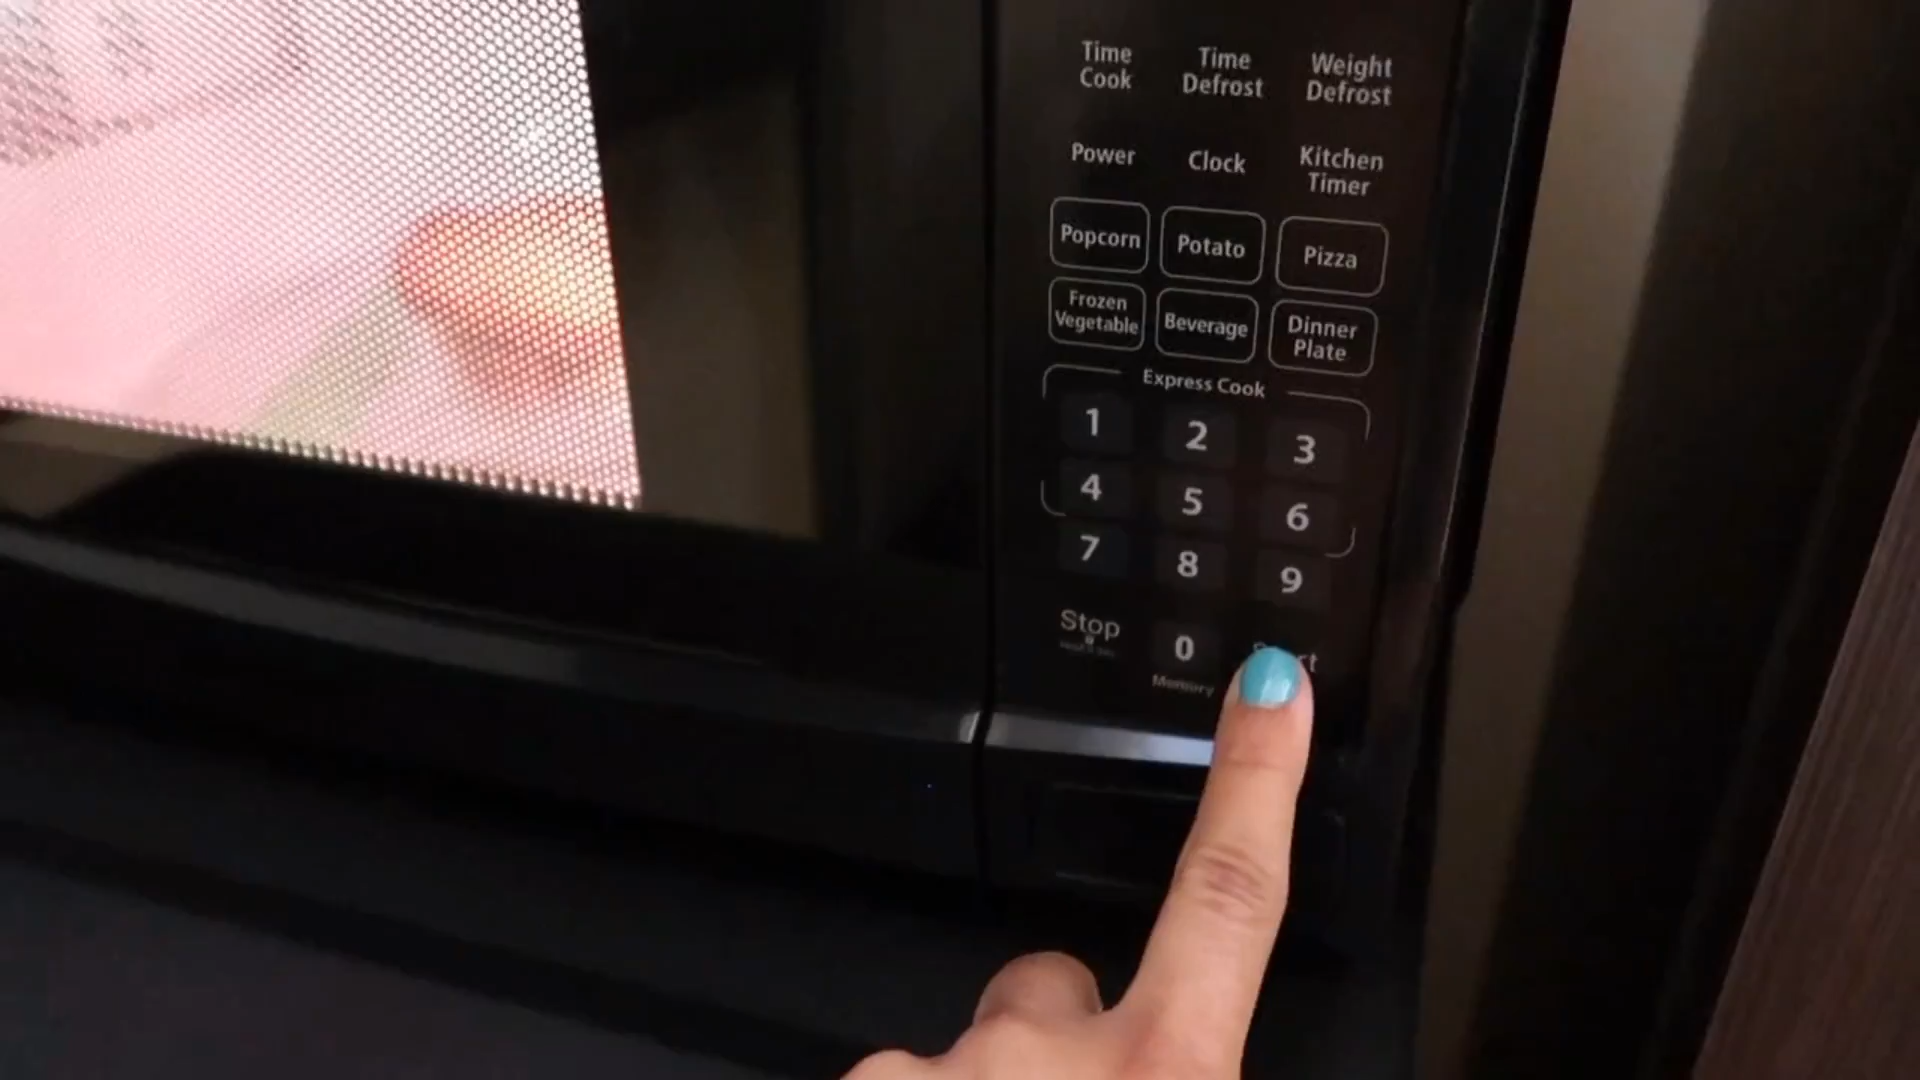 Time Cook
Time Defrost
Weight Defrost
Power
Clock
Kitchen Timer
Popcorn
Potato
Pizza
Frozen Vegetable
Beverage
Dinner Plate
Express Cook
1 2 3
4 5 6
7 8 9
Stop
0
Memory